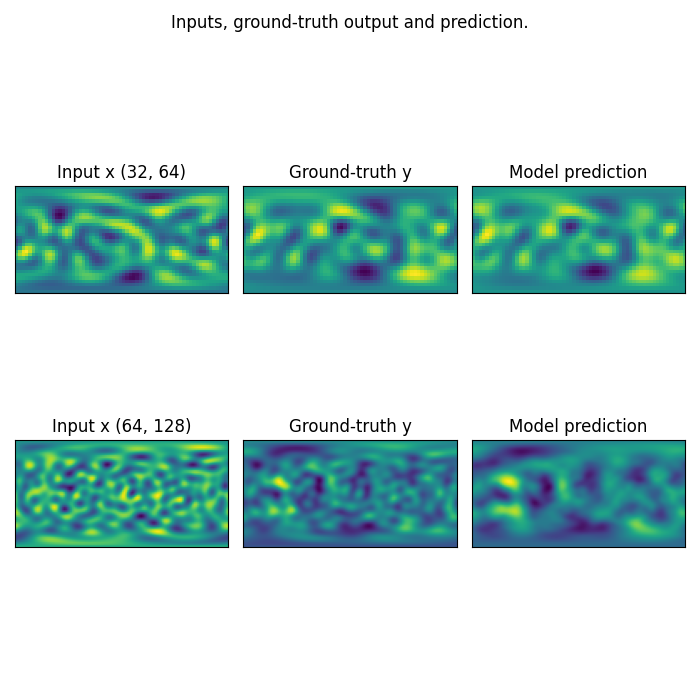 Inputs, ground-truth output and prediction.
Input x (32, 64)
Ground-truth y
Model prediction
Input x (64, 128)
Ground-truth y
Model prediction